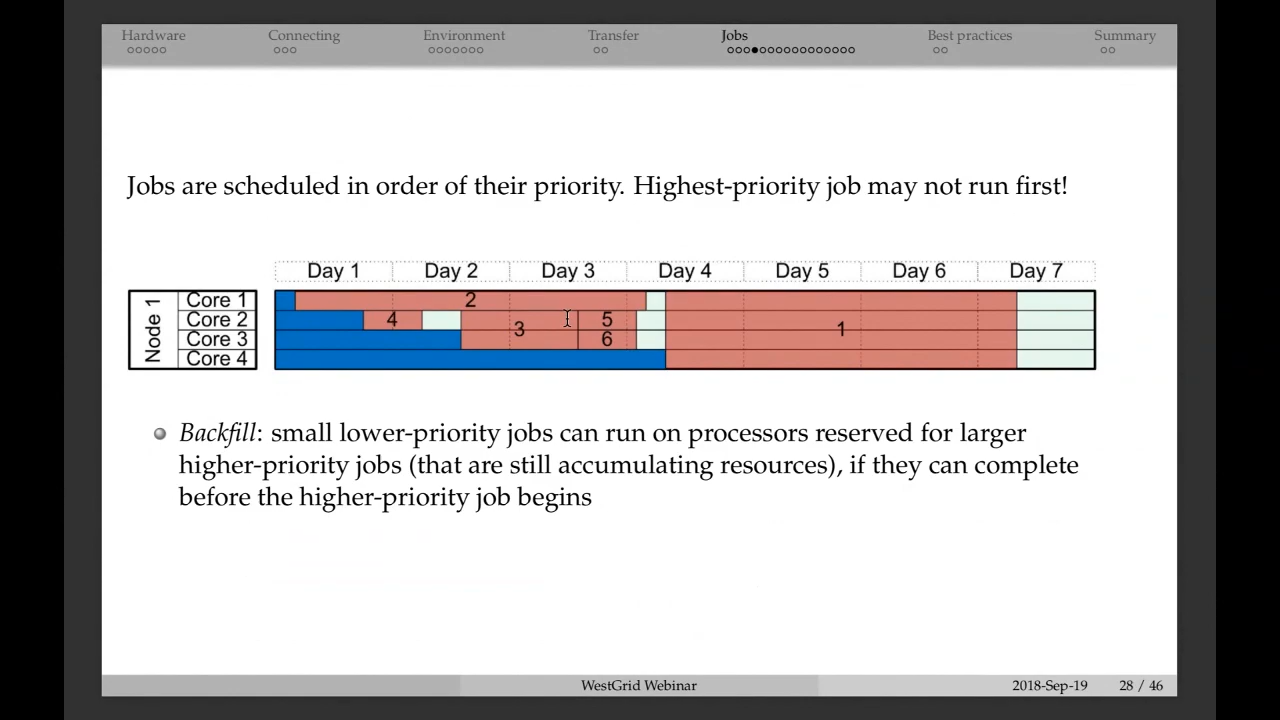 Hardware Connecting Environment Transfer Jobs Best practices Summary
Jobs are scheduled in order of their priority. Highest-priority job may not run first!
Day 1 Day 2 Day 3 Day 4 Day 5 Day 6 Day 7
Node 1
Core 1 2
Core 2 4 5
3 1
Core 3 6
Core 4
Backfill: small lower-priority jobs can run on processors reserved for larger
higher-priority jobs (that are still accumulating resources), if they can complete
before the higher-priority job begins
WestGrid Webinar 2018-Sep-19 28 / 46